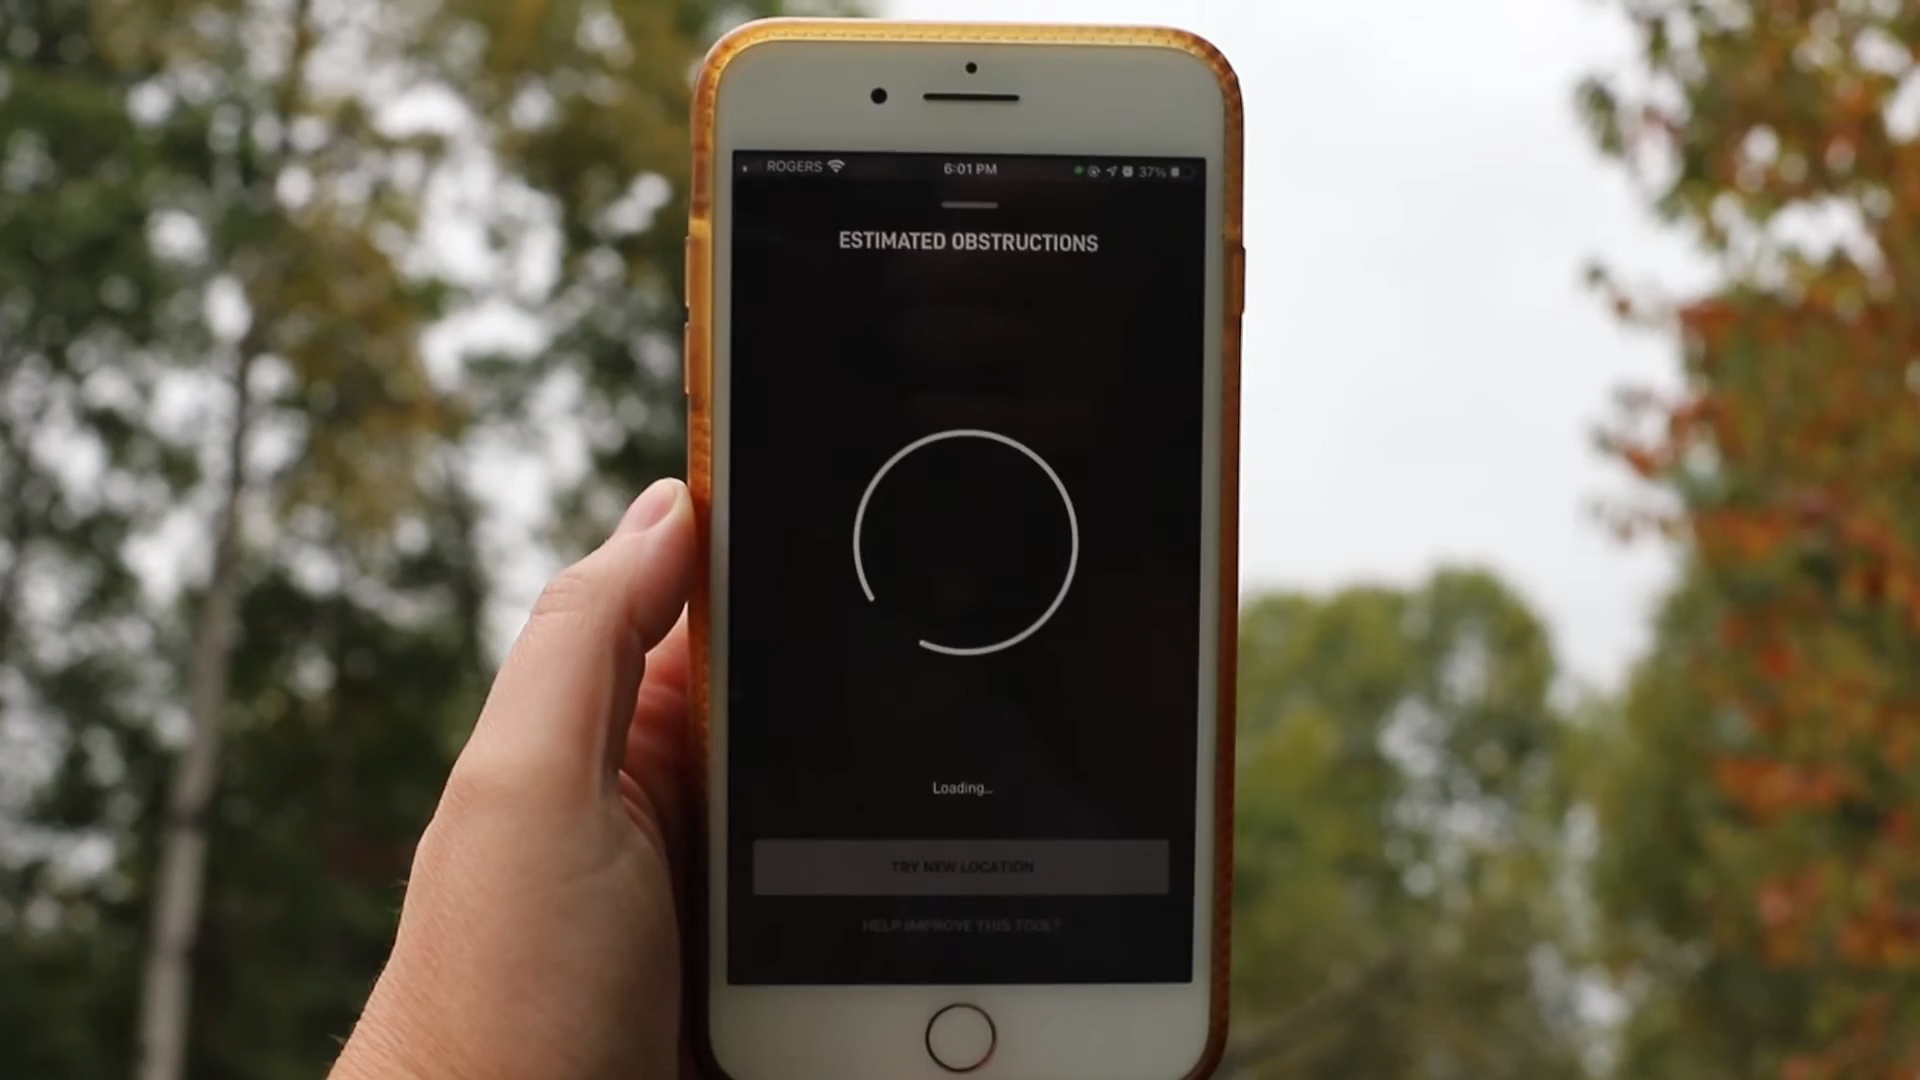 ROGERS 6:01 PM 37%
ESTIMATED OBSTRUCTIONS
Loading...
TRY NEW LOCATION
HELP IMPROVE THIS TOOL?